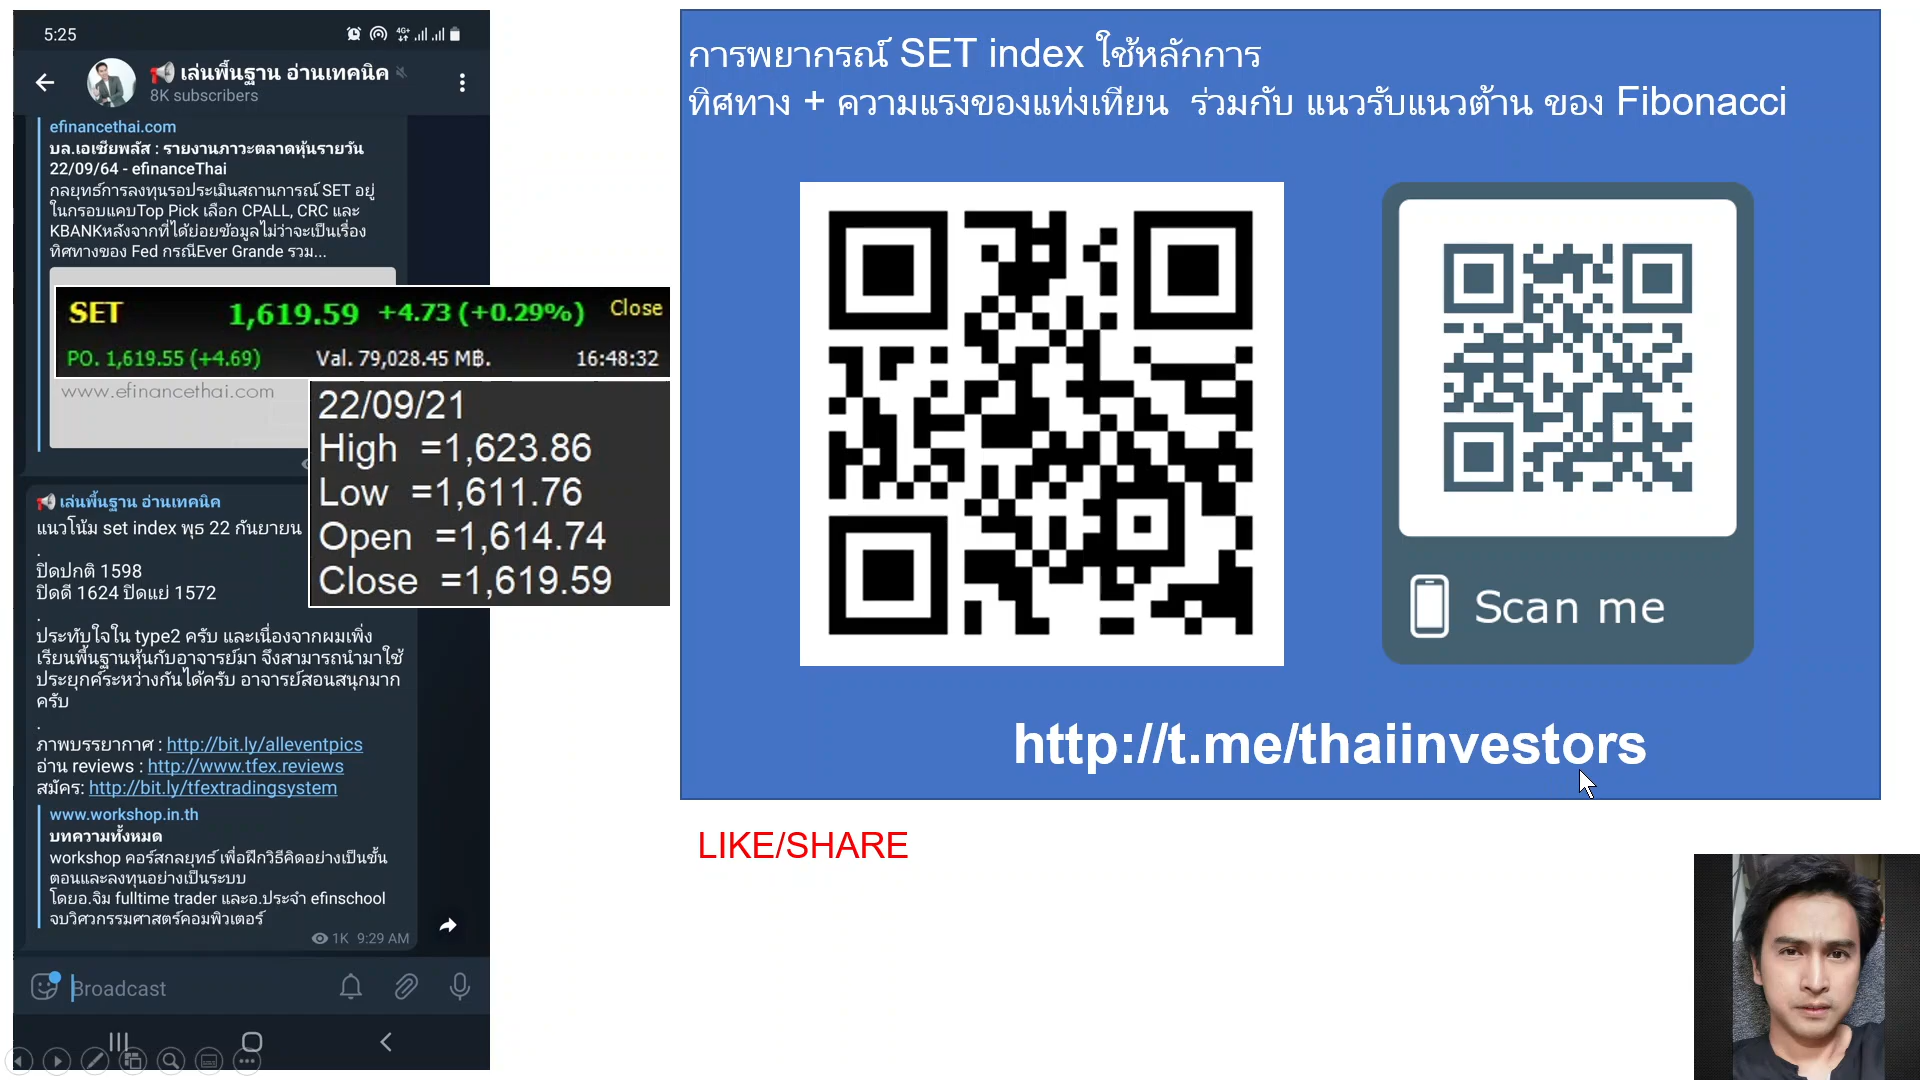 5:25
4G+
เล่นพื้นฐาน อ่านเทคนิค
8K subscribers
efinancethai.com
บล.เอเซียพลัส : รายงานภาวะตลาดหุ้นรายวัน
22/09/64 - efinanceThai
กลยุทธ์การลงทุนรอประเมินสถานการณ์ SET อยู่
ในกรอบแคบTop Pick เลือก CPALL, CRC และ
KBANKหลังจากที่ได้ย่อยข้อมูลไม่ว่าจะเป็นเรื่อง
ทิศทางของ Fed กรณีEver Grande รวม...
SET 1,619.59 +4.73 (+0.29%) Close
PO. 1,619.55 (+4.69) Val. 79,028.45 M฿. 16:48:32
www.efinancethai.com
22/09/21
High =1,623.86
Low =1,611.76
Open =1,614.74
Close =1,619.59
เล่นพื้นฐาน อ่านเทคนิค
แนวโน้ม set index พุธ 22 กันยายน
.
ปิดปกติ 1598
ปิดดี 1624 ปิดแย่ 1572
.
ประทับใจใน type2 ครับ และเนื่องจากผมเพิ่ง
เรียนพื้นฐานหุ้นกับอาจารย์มา จึงสามารถนำมาใช้
ประยุกค์ระหว่างกันได้ครับ อาจารย์สอนสนุกมาก
ครับ
.
ภาพบรรยากาศ : http://bit.ly/alleventpics
อ่าน reviews : http://www.tfex.reviews
สมัคร: http://bit.ly/tfextradingsystem
www.workshop.in.th
บทความทั้งหมด
workshop คอร์สกลยุทธ์ เพื่อฝึกวิธีคิดอย่างเป็นขั้น
ตอนและลงทุนอย่างเป็นระบบ
โดยอ.จิม fulltime trader และอ.ประจำ efinschool
จบวิศวกรรมศาสตร์คอมพิวเตอร์
1K 9:29 AM
Broadcast
การพยากรณ์ SET index ใช้หลักการ
ทิศทาง + ความแรงของแท่งเทียน ร่วมกับ แนวรับแนวต้าน ของ Fibonacci
Scan me
http://t.me/thaiinvestors
LIKE/SHARE